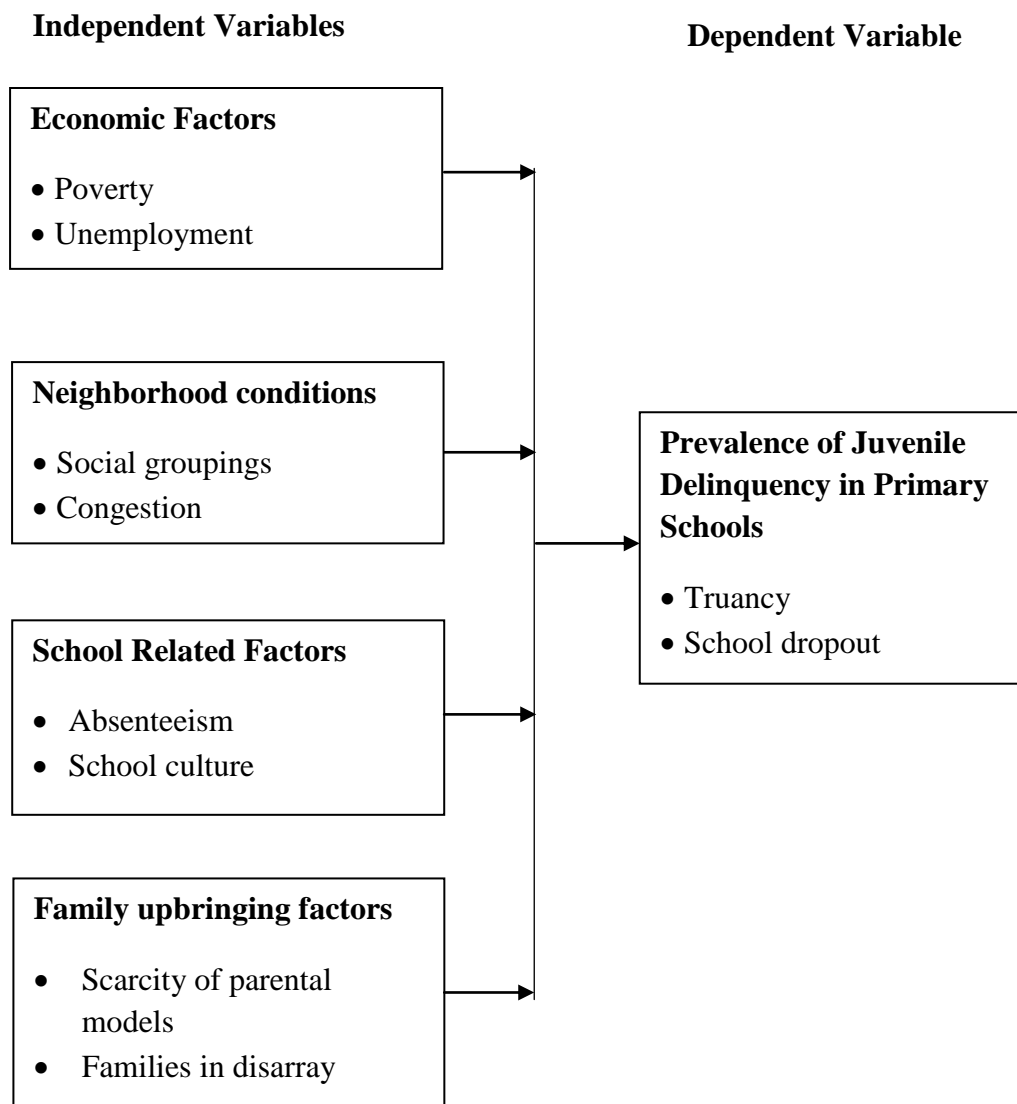 Independent Variables
Dependent Variable
Economic Factors
• Poverty
• Unemployment
Neighborhood conditions
• Social groupings
• Congestion
School Related Factors
• Absenteeism
• School culture
Family upbringing factors
• Scarcity of parental
models
• Families in disarray
Prevalence of Juvenile
Delinquency in Primary
Schools
• Truancy
• School dropout